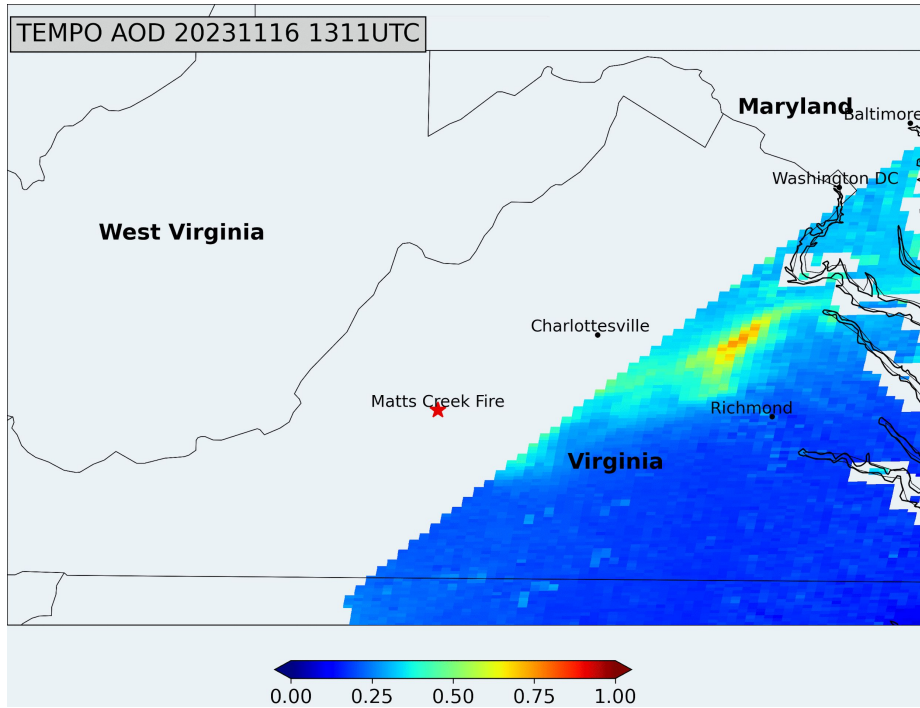 TEMPO AOD 20231116 1311UTC
Maryland
Baltimore
Washington DC
West Virginia
Charlottesville
Matts Creek Fire
Richmond
Virginia
0.00 0.25 0.50 0.75 1.00